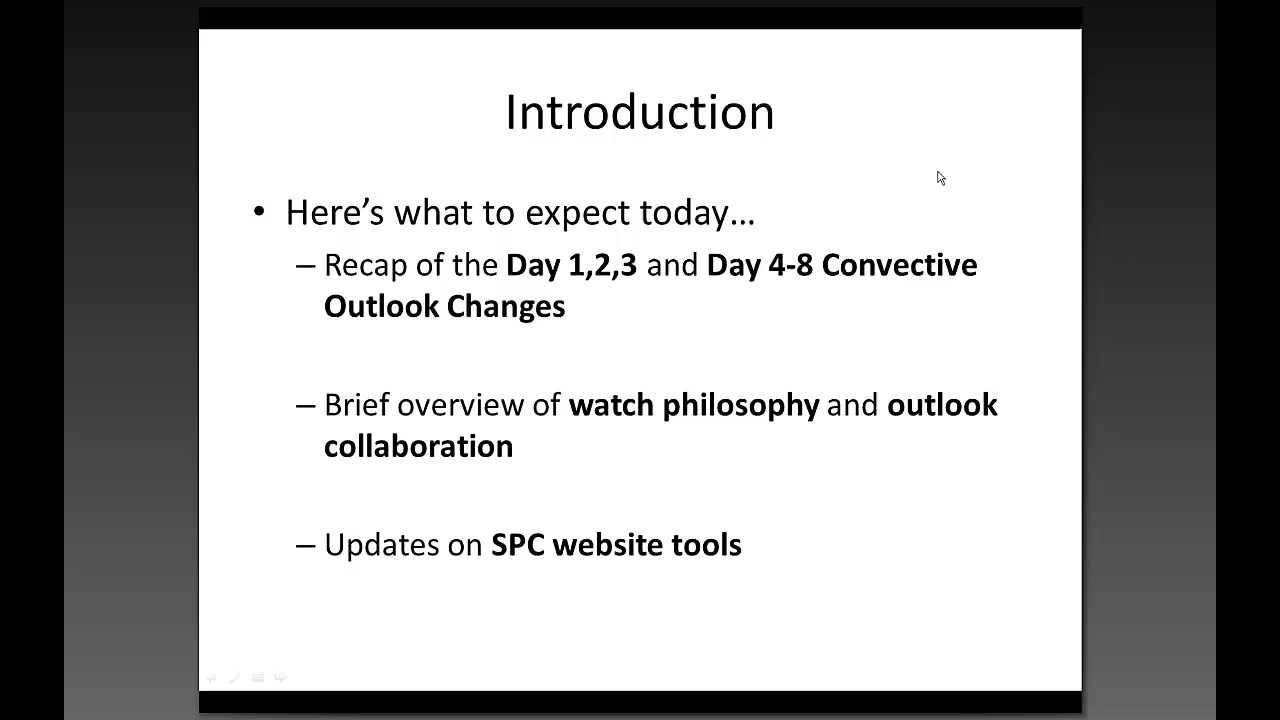 Introduction
• Here’s what to expect today…
– Recap of the Day 1,2,3 and Day 4-8 Convective
Outlook Changes
– Brief overview of watch philosophy and outlook
collaboration
– Updates on SPC website tools